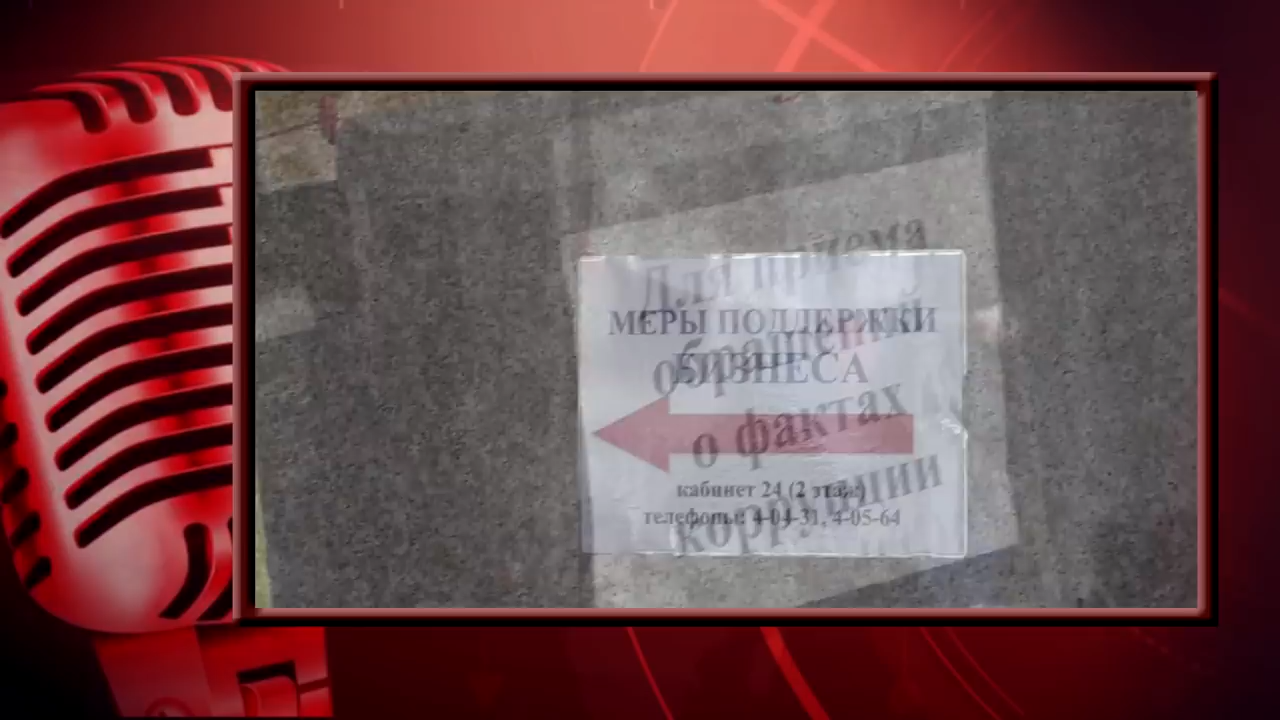 Для приема
обращений
о фактах
коррупции
МЕРЫ ПОДДЕРЖКИ
БИЗНЕСА
кабинет 24 (2 этаж)
телефоны: 4-04-31, 4-05-64